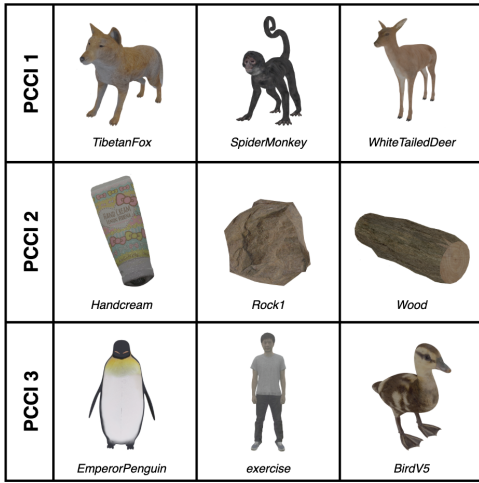 PCCI 1
TibetanFox
SpiderMonkey
WhiteTailedDeer
PCCI 2
Handcream
Rock1
Wood
PCCI 3
EmperorPenguin
exercise
BirdV5